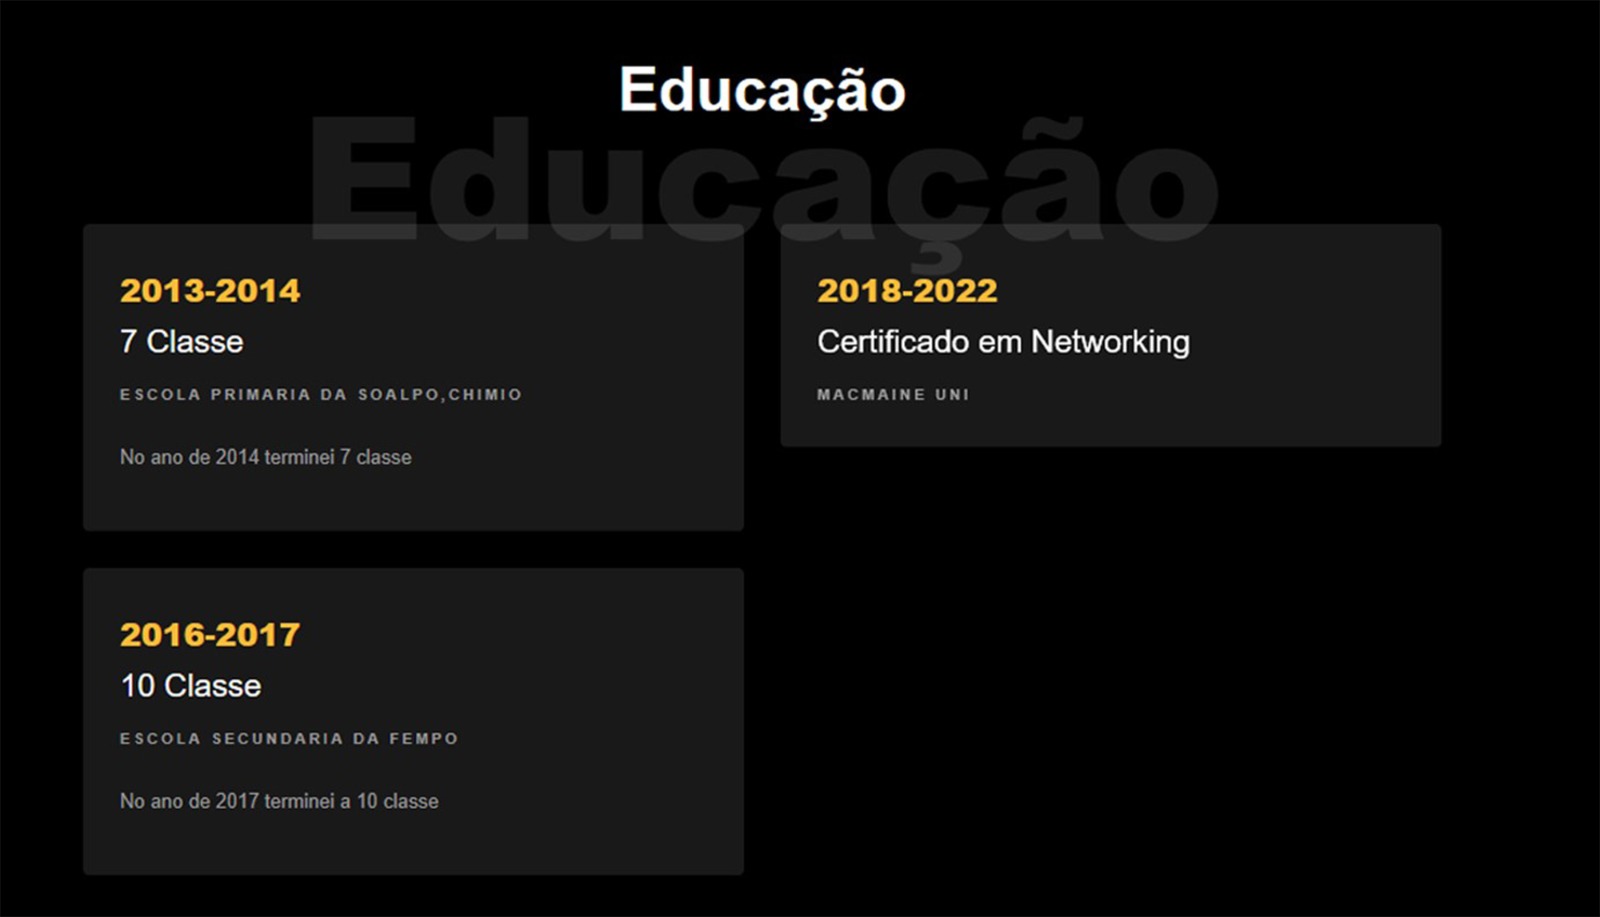 Educação
Educação
2013-2014
7 Classe
ESCOLA PRIMARIA DA SOALPO,CHIMIO
No ano de 2014 terminei 7 classe
2016-2017
10 Classe
ESCOLA SECUNDARIA DA FEMPO
No ano de 2017 terminei a 10 classe
2018-2022
Certificado em Networking
MACMAINE UNI